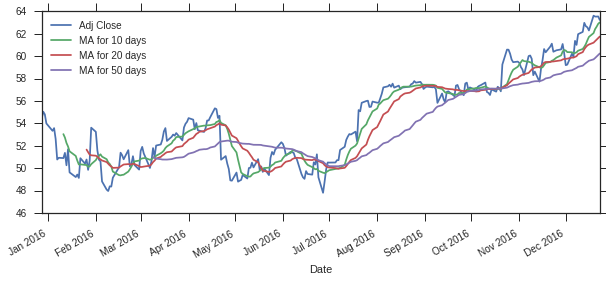 64
62
60
58
56
54
52
50
48
46
Adj Close
MA for 10 days
MA for 20 days
MA for 50 days
Jan 2016
Feb 2016
Mar 2016
Apr 2016
May 2016
Jun 2016
Jul 2016
Aug 2016
Sep 2016
Oct 2016
Nov 2016
Dec 2016
Date